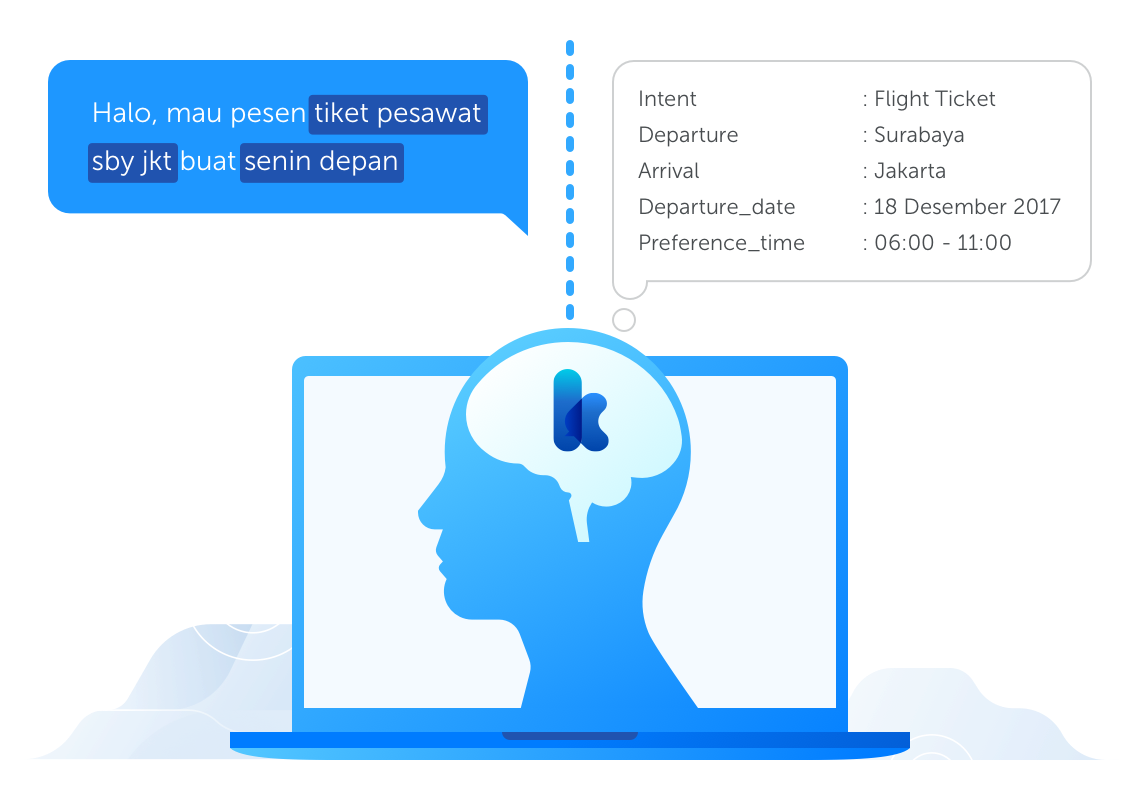 Halo, mau pesen tiket pesawat
sby jkt buat senin depan
Intent : Flight Ticket
Departure : Surabaya
Arrival : Jakarta
Departure_date : 18 Desember 2017
Preference_time : 06:00 - 11:00
k